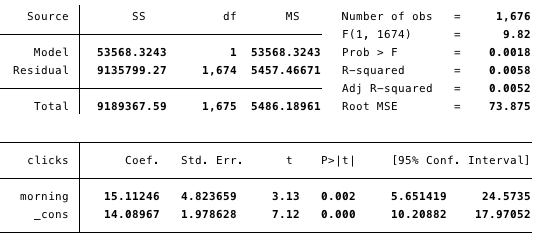 Source SS df MS Number of obs = 1,676
F(1, 1674) = 9.82
Model 53568.3243 1 53568.3243 Prob > F = 0.0018
Residual 9135799.27 1,674 5457.46671 R-squared = 0.0058
Adj R-squared = 0.0052
Total 9189367.59 1,675 5486.18961 Root MSE = 73.875
clicks Coef. Std. Err. t P>|t| [95% Conf. Interval]
morning 15.11246 4.823659 3.13 0.002 5.651419 24.5735
_cons 14.08967 1.978628 7.12 0.000 10.20882 17.97052